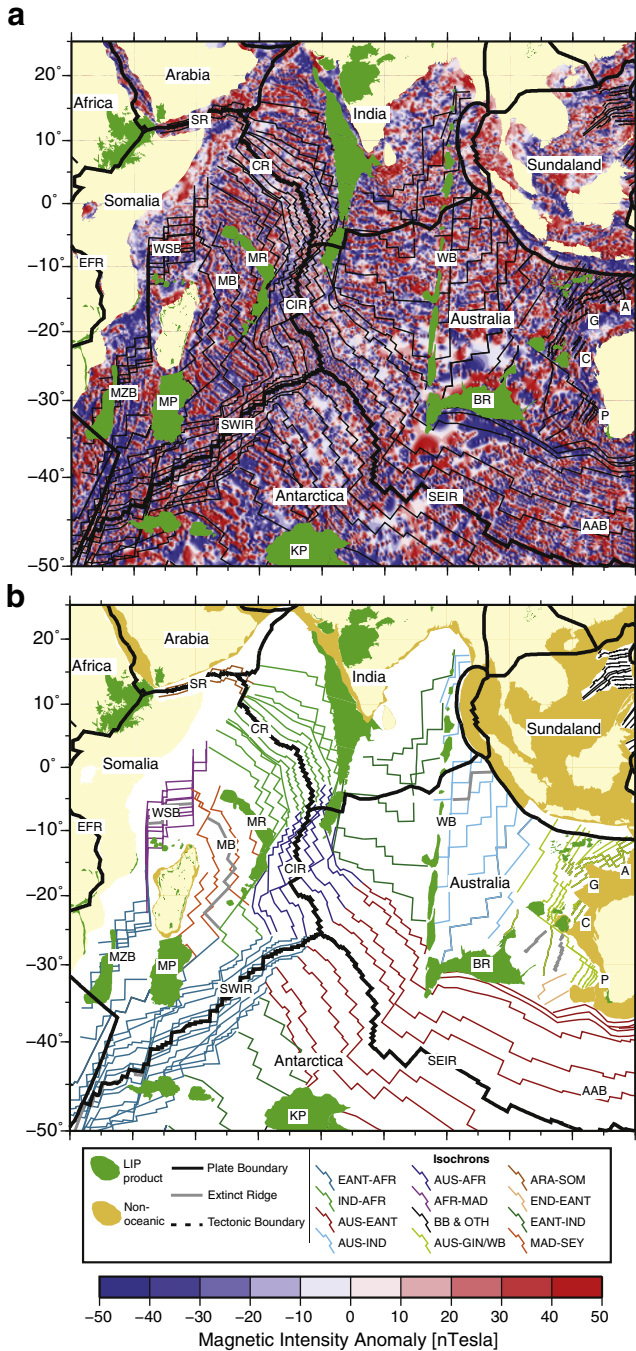 a
20°
10°
0°
−10°
−20°
−30°
−40°
−50°
Arabia
Africa
SR
India
CR
Sundaland
Somalia
WSB
MR
EFR
MB
WB
CIR
Australia
G
A
C
MZB
MP
BR
P
SWIR
Antarctica
SEIR
AAB
KP
b
20°
10°
0°
−10°
−20°
−30°
−40°
−50°
Arabia
Africa
SR
India
CR
Sundaland
Somalia
WSB
MR
EFR
MB
WB
CIR
Australia
G
A
C
MZB
MP
BR
P
SWIR
Antarctica
SEIR
AAB
KP
LIP product
Non-oceanic
Plate Boundary
Extinct Ridge
Tectonic Boundary
Isochrons
EANT-AFR
IND-AFR
AUS-EANT
AUS-IND
AUS-AFR
AFR-MAD
BB & OTH
AUS-GIN/WB
ARA-SOM
END-EANT
EANT-IND
MAD-SEY
−50 −40 −30 −20 −10 0 10 20 30 40 50
Magnetic Intensity Anomaly [nTesla]